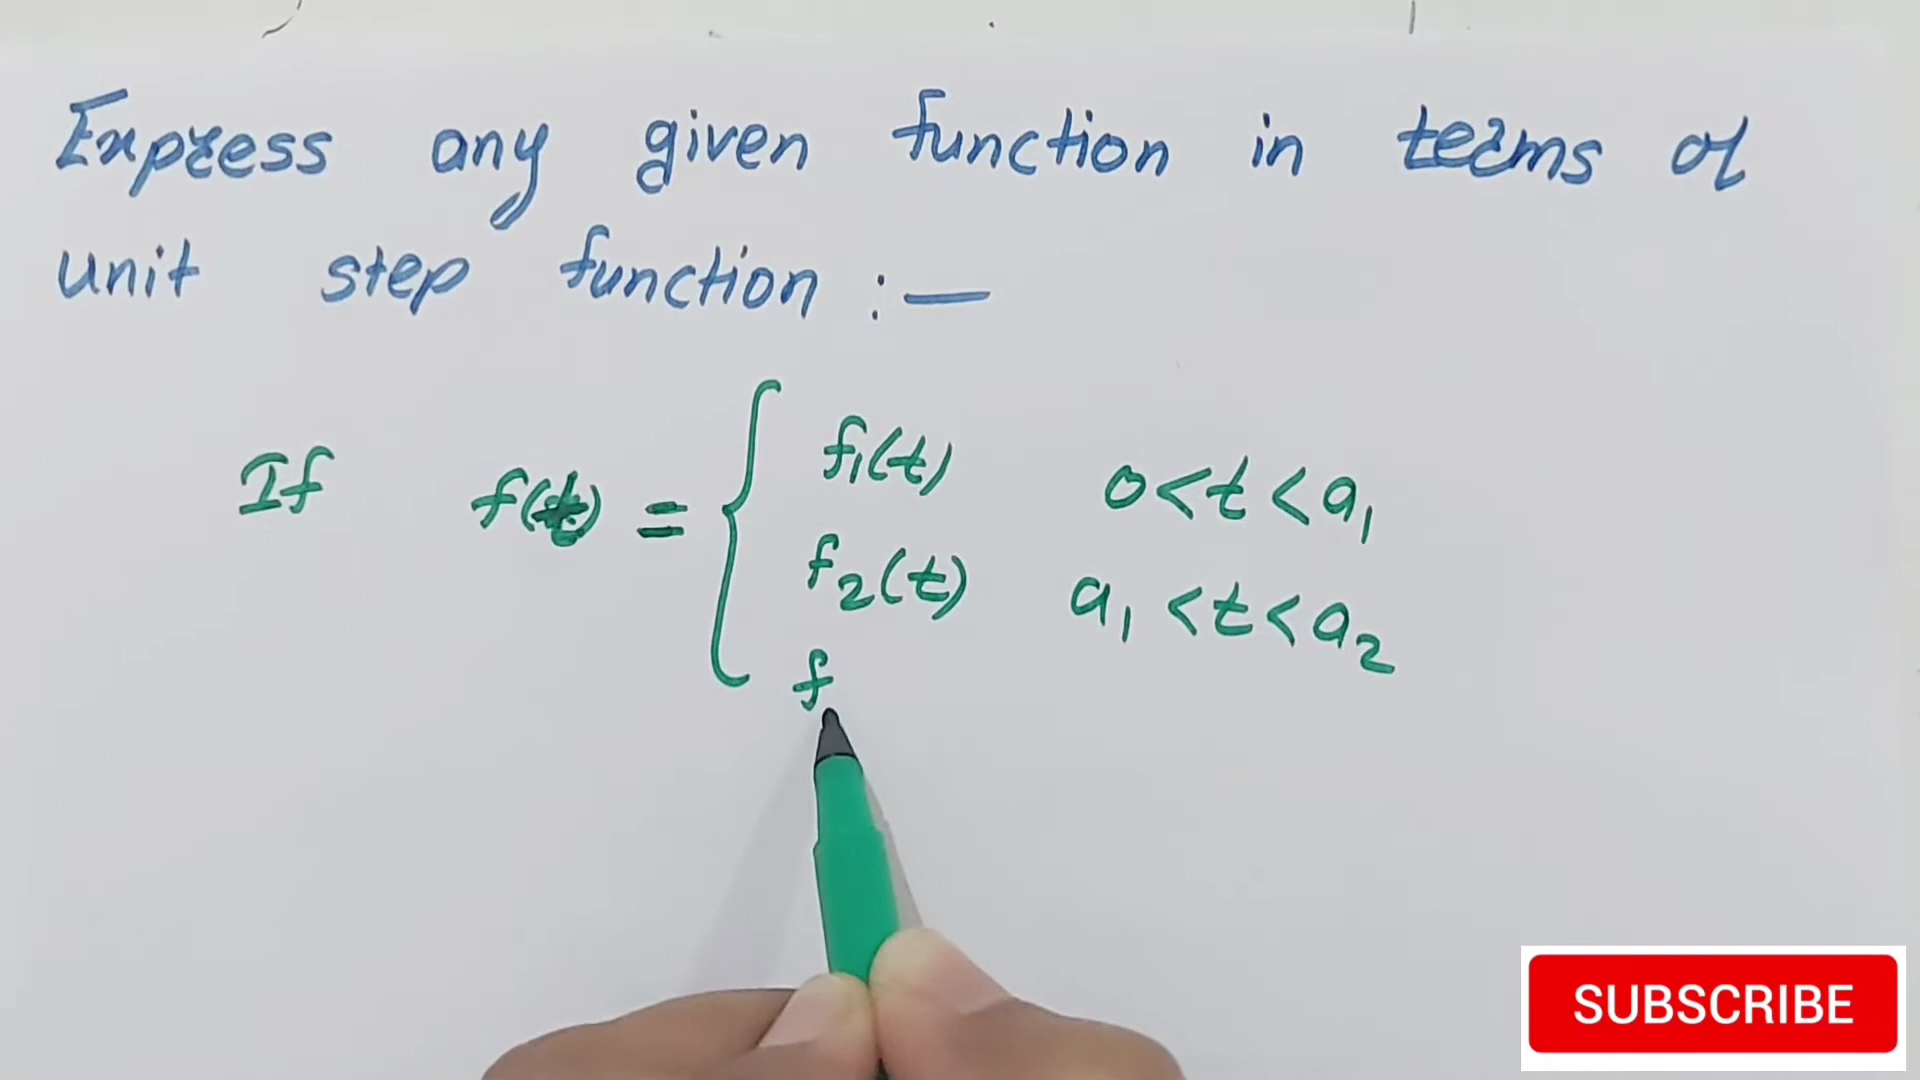 Express any given function in terms of
unit step function :—
If f(t) = { f1(t) 0<t<a1
f2(t) a1<t<a2
f
SUBSCRIBE